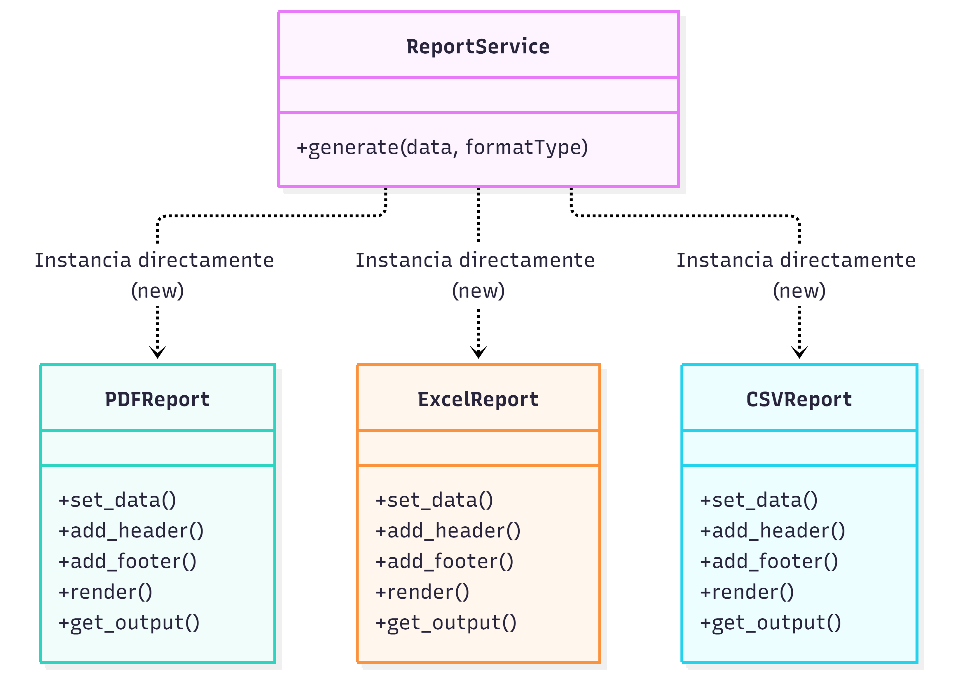 ReportService
+generate(data, formatType)
Instancia directamente
(new)
Instancia directamente
(new)
Instancia directamente
(new)
PDFReport
+set_data()
+add_header()
+add_footer()
+render()
+get_output()
ExcelReport
+set_data()
+add_header()
+add_footer()
+render()
+get_output()
CSVReport
+set_data()
+add_header()
+add_footer()
+render()
+get_output()